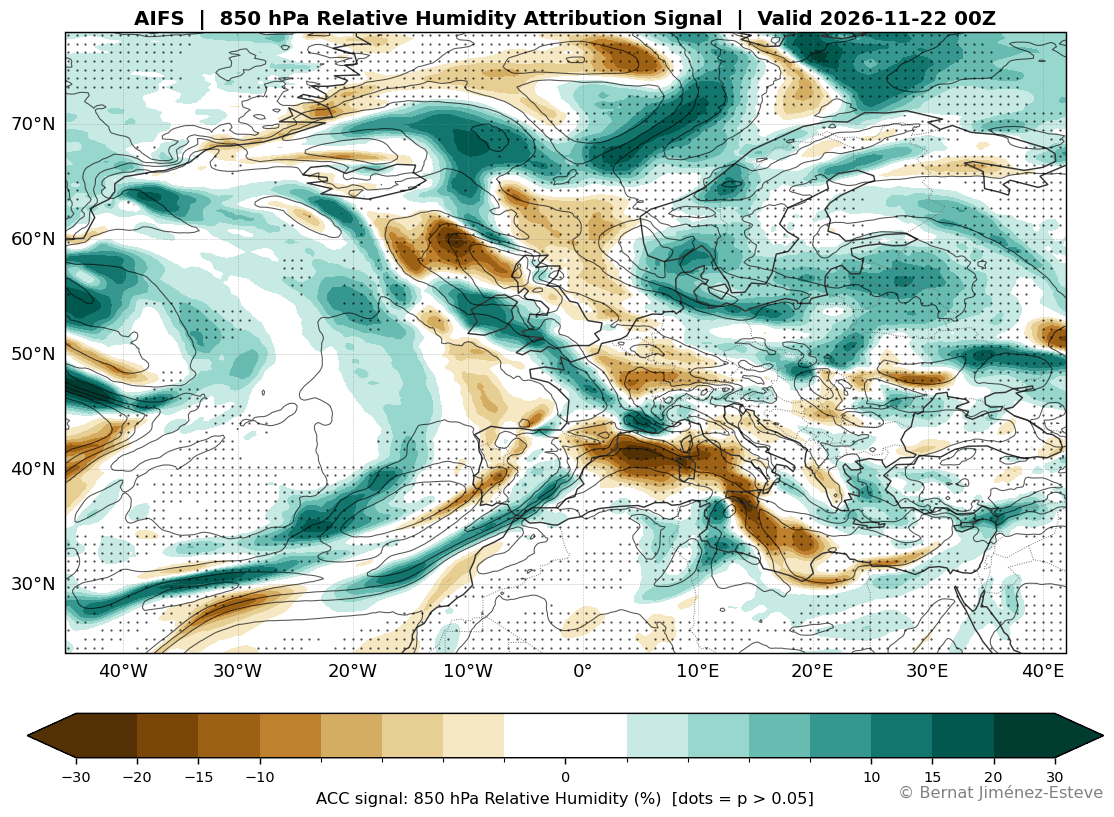 AIFS | 850 hPa Relative Humidity Attribution Signal | Valid 2026-11-22 00Z
70°N
60°N
50°N
40°N
30°N
40°W 30°W 20°W 10°W 0° 10°E 20°E 30°E 40°E
−30 −20 −15 −10 0 10 15 20 30
ACC signal: 850 hPa Relative Humidity (%) [dots = p > 0.05]
© Bernat Jiménez-Esteve